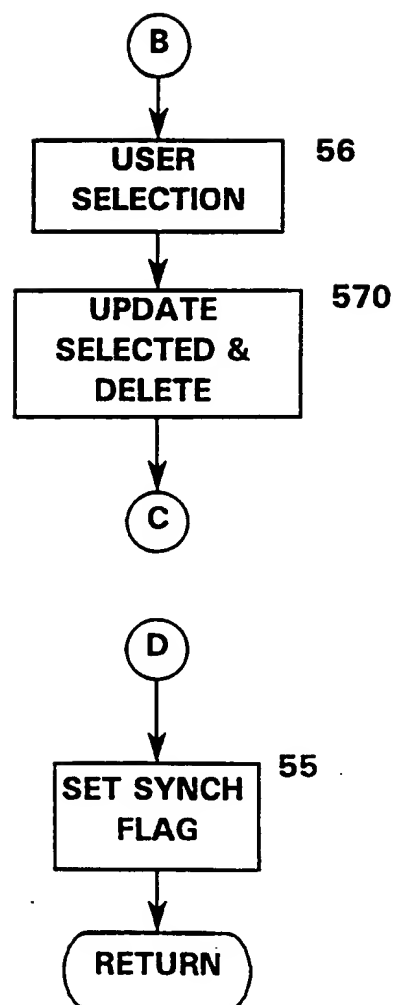 B
USER
SELECTION
56
UPDATE
SELECTED &
DELETE
570
C
D
SET SYNCH
FLAG
55
RETURN